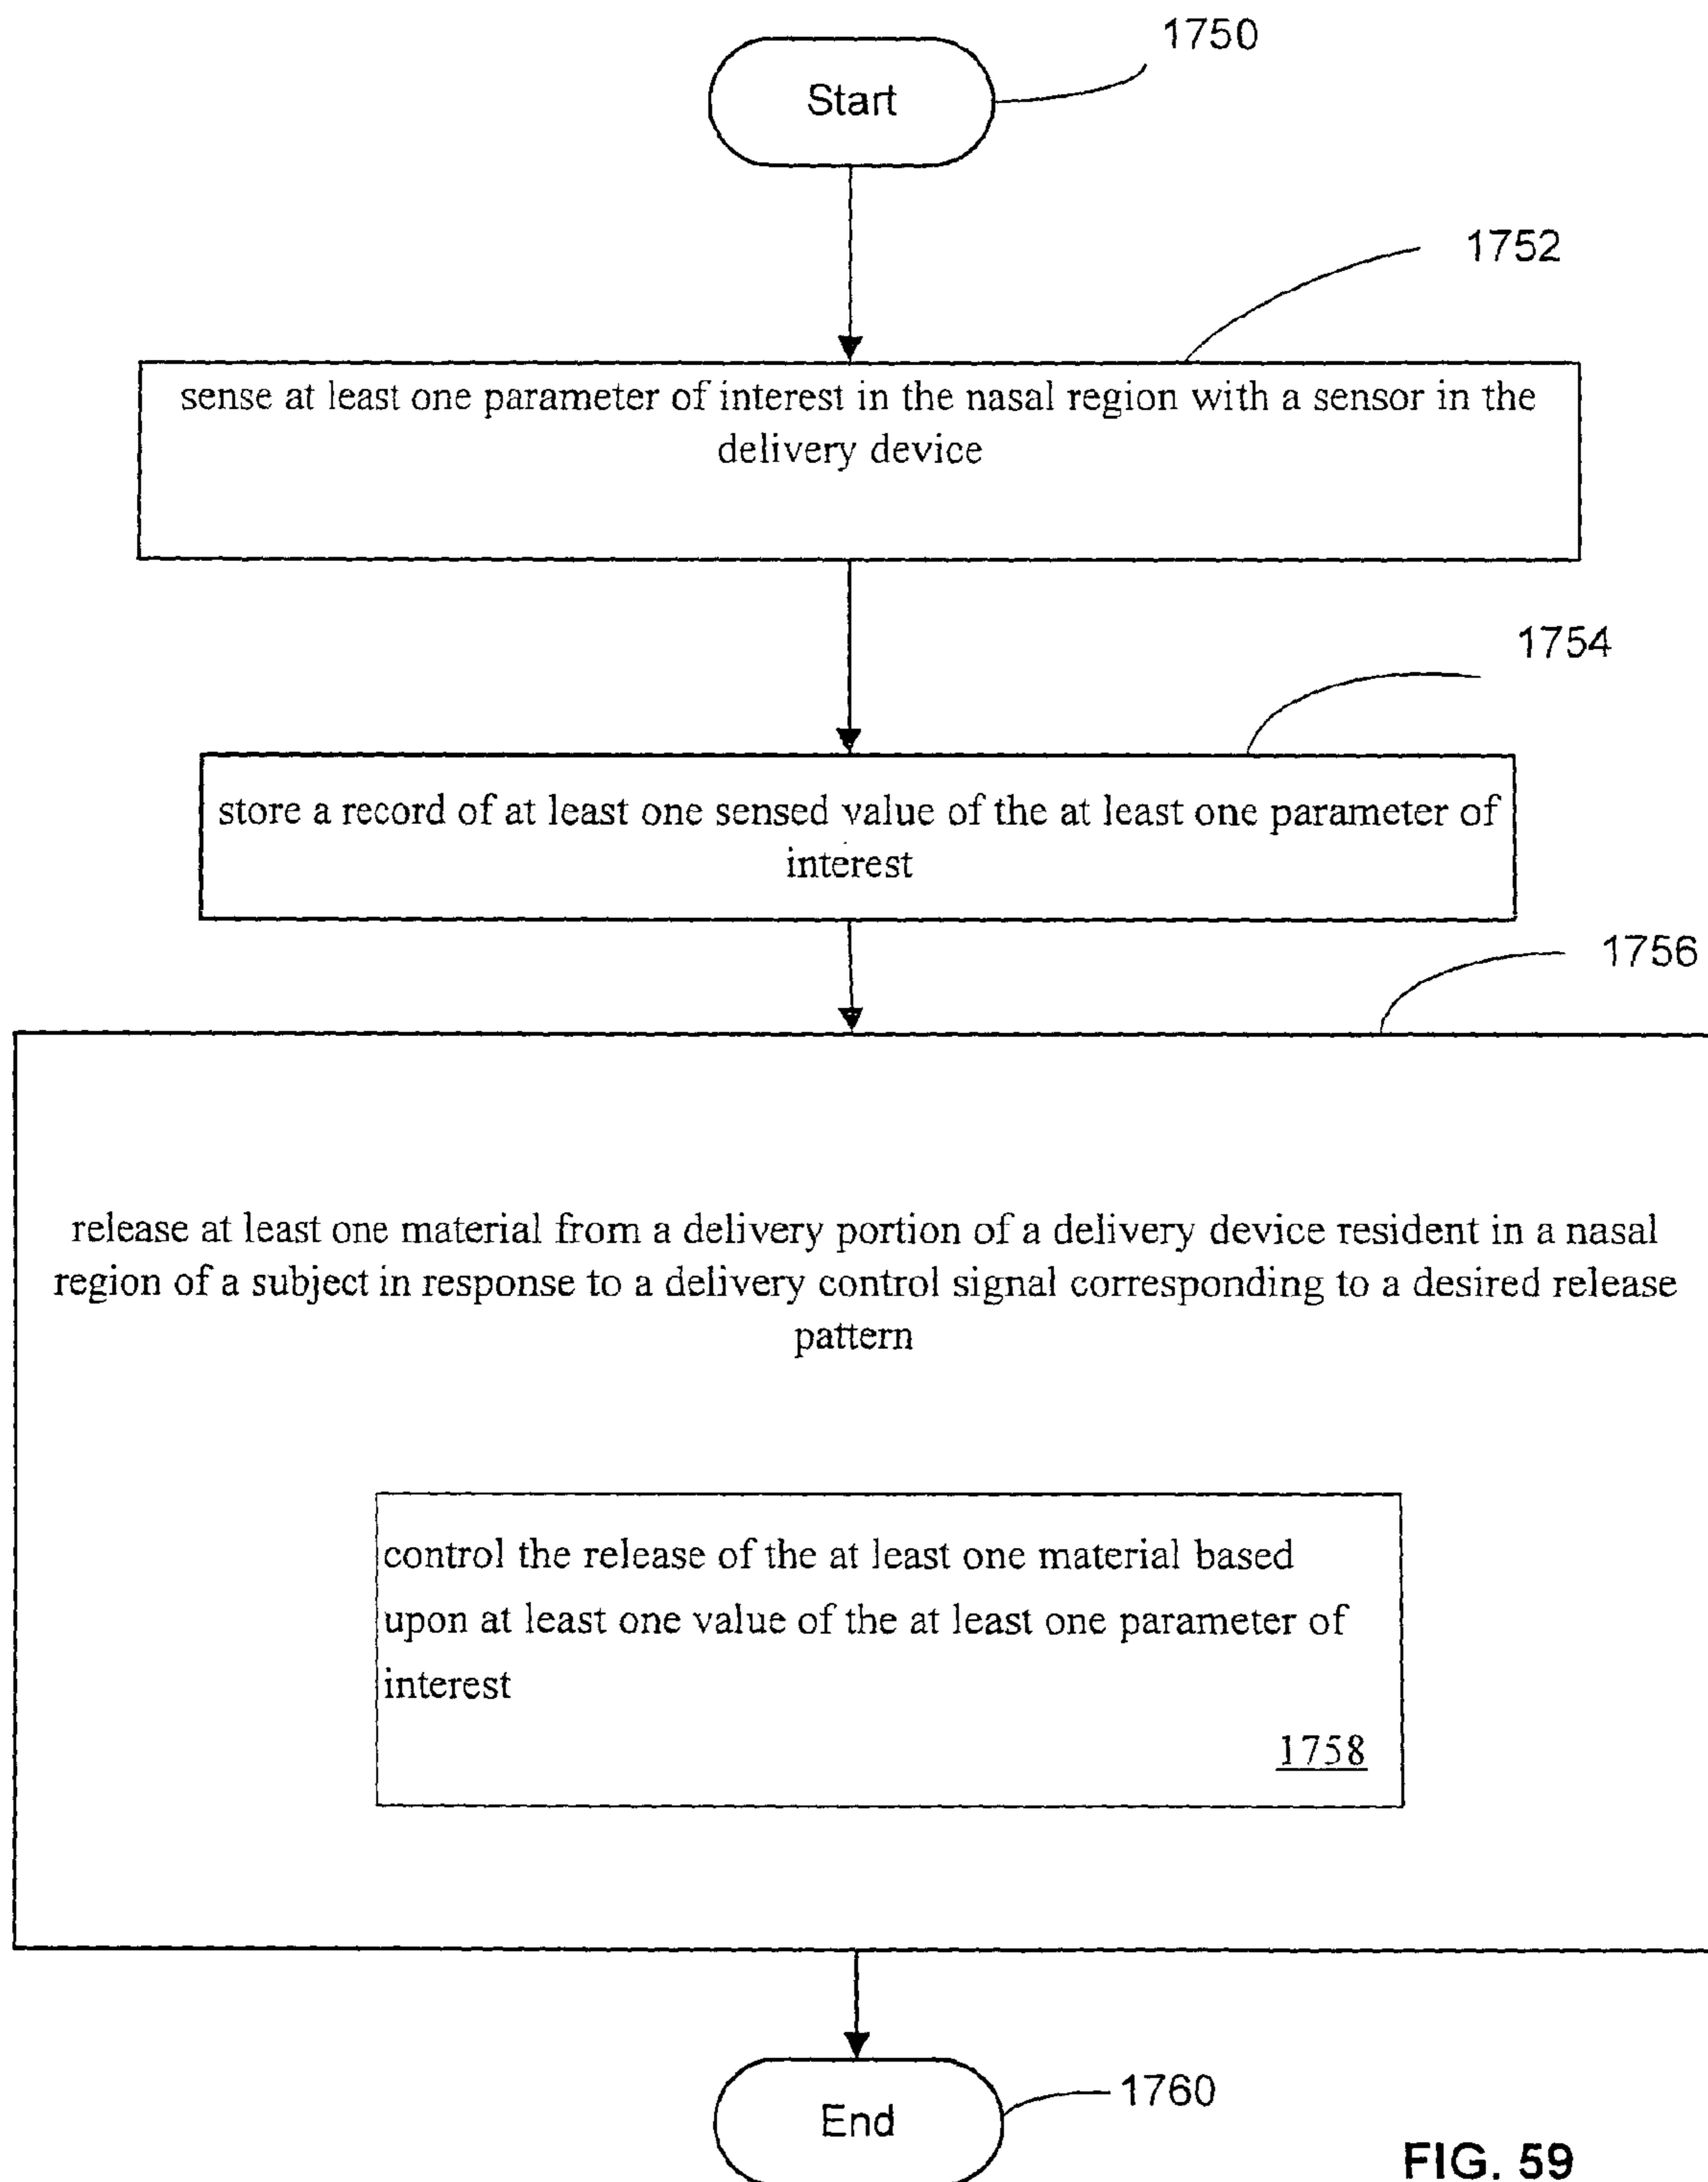 1750
Start
1752
sense at least one parameter of interest in the nasal region with a sensor in the
delivery device
1754
store a record of at least one sensed value of the at least one parameter of
interest
1756
release at least one material from a delivery portion of a delivery device resident in a nasal
region of a subject in response to a delivery control signal corresponding to a desired release
pattern
control the release of the at least one material based
upon at least one value of the at least one parameter of
interest
1758
1760
End
FIG. 59